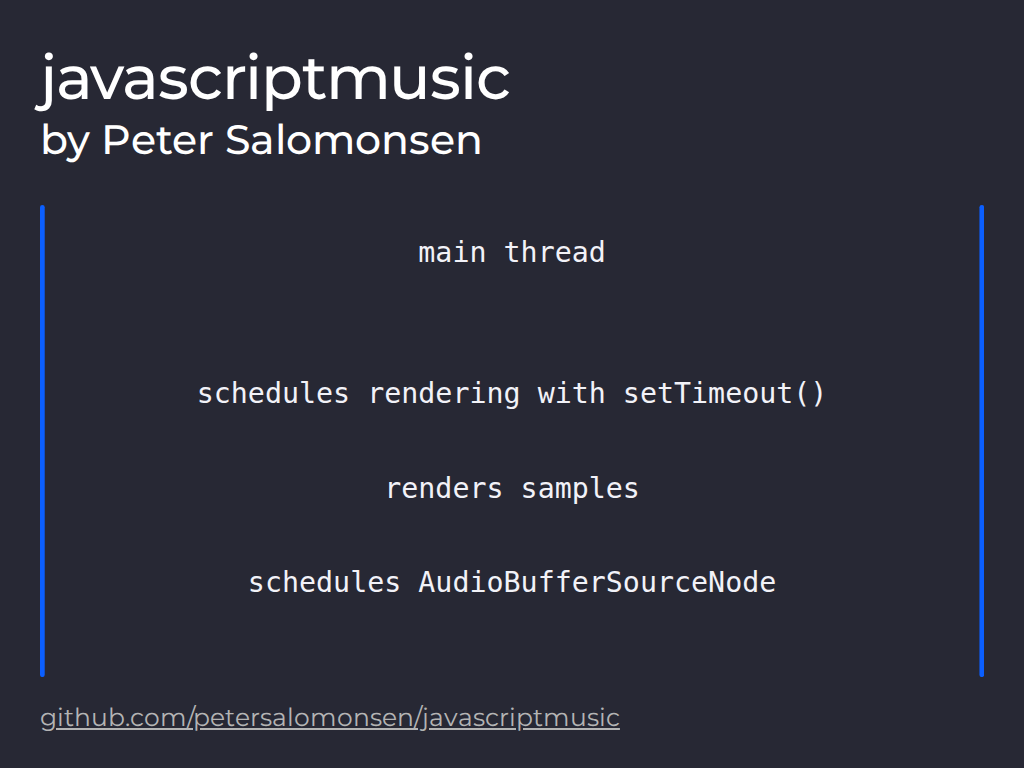 javascriptmusic
by Peter Salomonsen
main thread
schedules rendering with setTimeout()
renders samples
schedules AudioBufferSourceNode
github.com/petersalomonsen/javascriptmusic